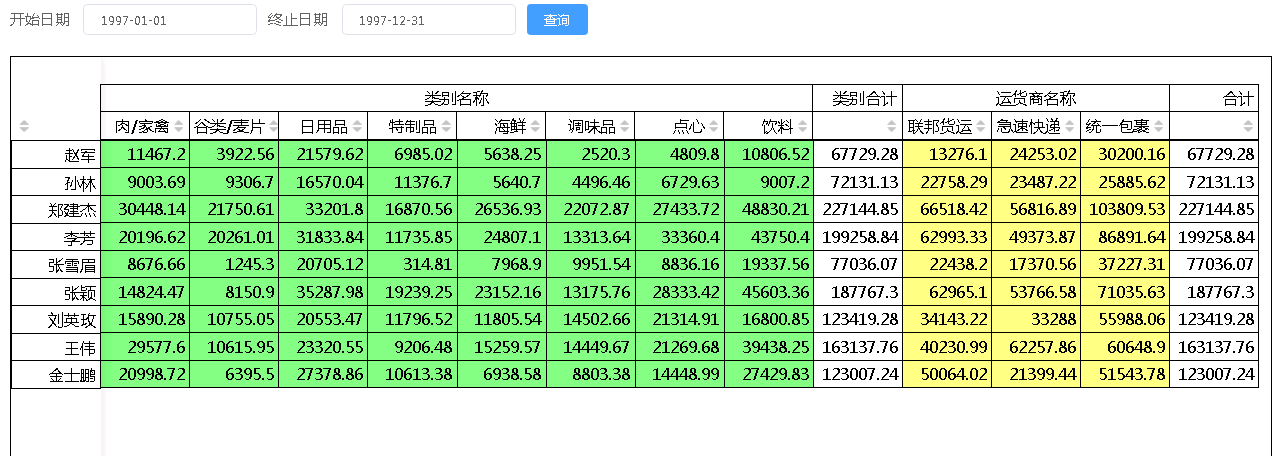 开始日期 1997-01-01 终止日期 1997-12-31 查询
类别名称 类别合计 运货商名称 合计
肉/家禽 谷类/麦片 日用品 特制品 海鲜 调味品 点心 饮料 联邦货运 急速快递 统一包裹
赵军 11467.2 3922.56 21579.62 6985.02 5638.25 2520.3 4809.8 10806.52 67729.28 13276.1 24253.02 30200.16 67729.28
孙林 9003.69 9306.7 16570.04 11376.7 5640.7 4496.46 6729.63 9007.2 72131.13 22758.29 23487.22 25885.62 72131.13
郑建杰 30448.14 21750.61 33201.8 16870.56 26536.93 22072.87 27433.72 48830.21 227144.85 66518.42 56816.89 103809.53 227144.85
李芳 20196.62 20261.01 31833.84 11735.85 24807.1 13313.64 33360.4 43750.4 199258.84 62993.33 49373.87 86891.64 199258.84
张雪眉 8676.66 1245.3 20705.12 314.81 7968.9 9951.54 8836.16 19337.56 77036.07 22438.2 17370.56 37227.31 77036.07
张颖 14824.47 8150.9 35287.98 19239.25 23152.16 13175.76 28333.42 45603.36 187767.3 62965.1 53766.58 71035.63 187767.3
刘英玫 15890.28 10755.05 20553.47 11796.52 11805.54 14502.66 21314.91 16800.85 123419.28 34143.22 33288 55988.06 123419.28
王伟 29577.6 10615.95 23320.55 9206.48 15259.57 14449.67 21269.68 39438.25 163137.76 40230.99 62257.86 60648.9 163137.76
金士鹏 20998.72 6395.5 27378.86 10613.38 6938.58 8803.38 14448.99 27429.83 123007.24 50064.02 21399.44 51543.78 123007.24